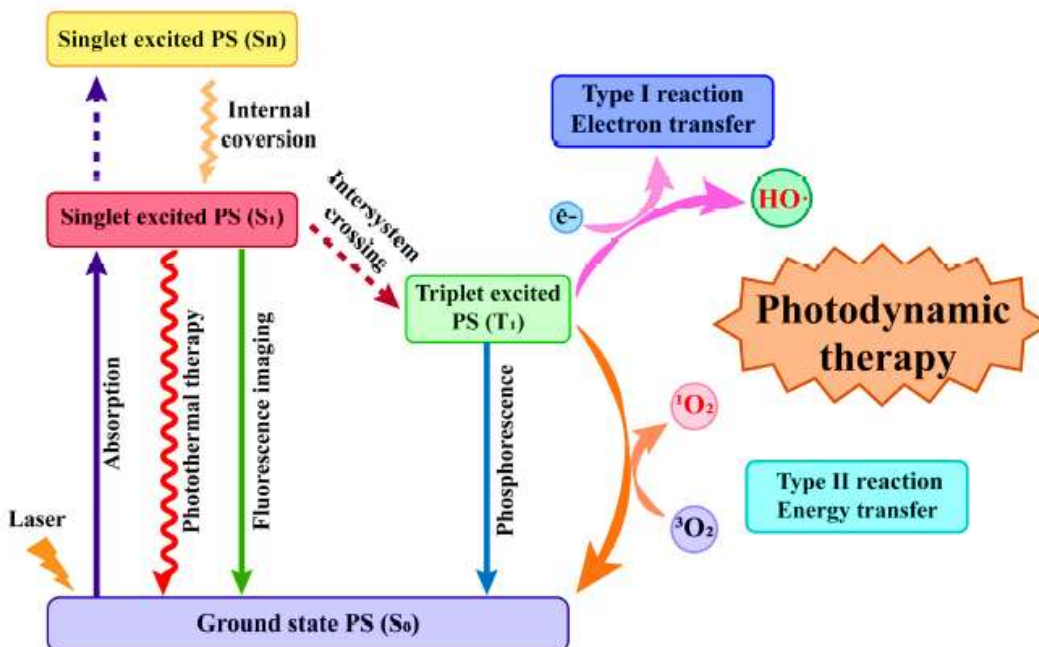 Singlet excited PS (Sn)
Internal
coversion
Singlet excited PS (S₁)
Intersystem
crossing
Triplet excited
PS (T₁)
Type I reaction
Electron transfer
e-
HO·
Photodynamic
therapy
Absorption
Photothermal therapy
Fluorescence imaging
Phosphorescence
¹O₂
³O₂
Type II reaction
Energy transfer
Laser
Ground state PS (S₀)